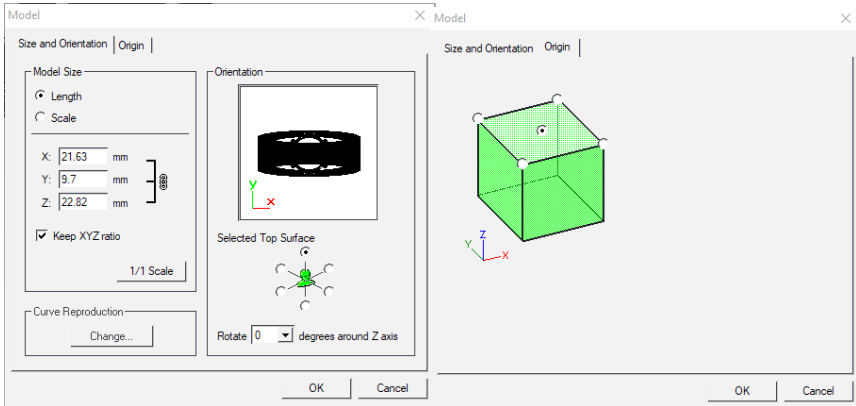 Model
Size and Orientation
Origin
Model Size
Length
Scale
X: 21.63 mm
Y: 9.7 mm
Z: 22.82 mm
Keep XYZ ratio
1/1 Scale
Curve Reproduction
Change...
Orientation
y
x
Selected Top Surface
Rotate 0 degrees around Z axis
OK
Cancel
Model
Size and Orientation
Origin
Z
Y
X
OK
Cancel